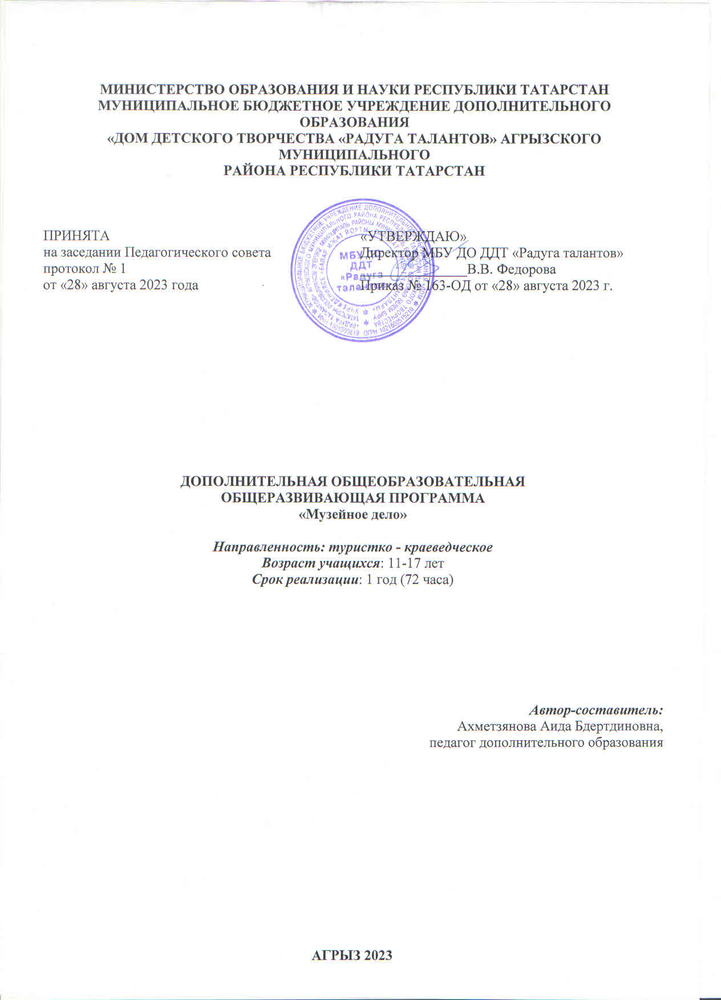 МИНИСТЕРСТВО ОБРАЗОВАНИЯ И НАУКИ РЕСПУБЛИКИ ТАТАРСТАН
МУНИЦИПАЛЬНОЕ БЮДЖЕТНОЕ УЧРЕЖДЕНИЕ ДОПОЛНИТЕЛЬНОГО
ОБРАЗОВАНИЯ
«ДОМ ДЕТСКОГО ТВОРЧЕСТВА «РАДУГА ТАЛАНТОВ» АГРЫЗСКОГО
МУНИЦИПАЛЬНОГО
РАЙОНА РЕСПУБЛИКИ ТАТАРСТАН
ПРИНЯТА
на заседании Педагогического совета
протокол № 1
от «28» августа 2023 года
«УТВЕРЖДАЮ»
Директор МБУ ДО ДДТ «Радуга талантов»
_______________В.В. Федорова
Приказ № 163-ОД от «28» августа 2023 г.
МБУ
ДДТ
«Радуга
талантов»
ДОПОЛНИТЕЛЬНАЯ ОБЩЕОБРАЗОВАТЕЛЬНАЯ
ОБЩЕРАЗВИВАЮЩАЯ ПРОГРАММА
«Музейное дело»
Направленность: туристко - краеведческое
Возраст учащихся: 11-17 лет
Срок реализации: 1 год (72 часа)
Автор-составитель:
Ахметзянова Аида Бдертдиновна,
педагог дополнительного образования
АГРЫЗ 2023